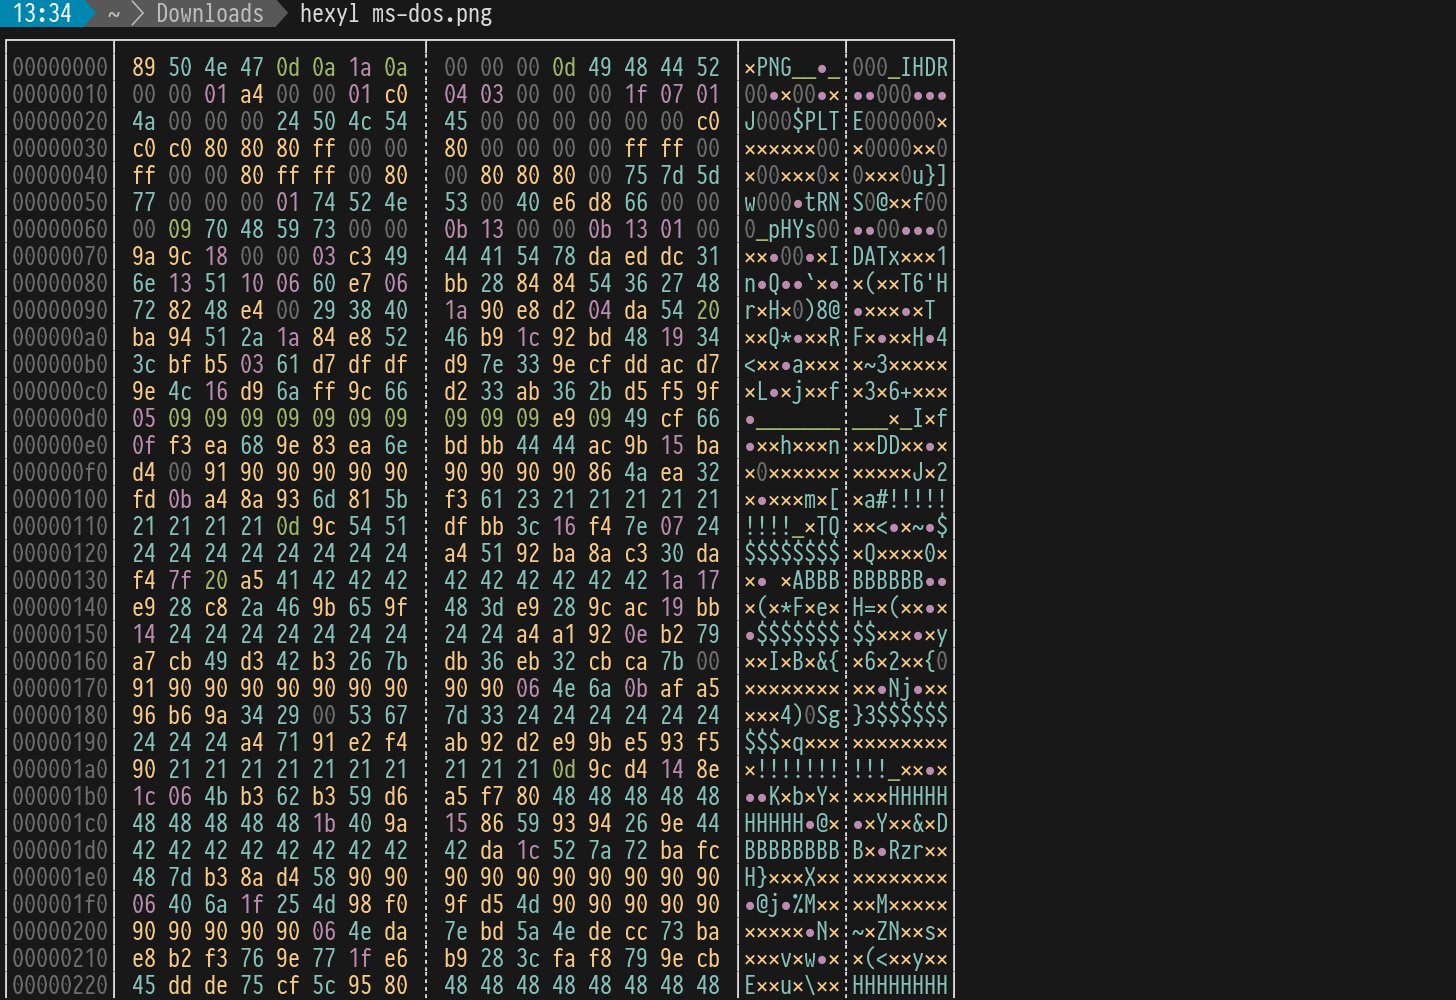 13:34 ~ Downloads hexyl ms-dos.png
00000000 89 50 4e 47 0d 0a 1a 0a 00 00 00 0d 49 48 44 52 ×PNG__•_ 000_IHDR
00000010 00 00 01 a4 00 00 01 c0 04 03 00 00 00 1f 07 01 00•×00•× ••000•••
00000020 4a 00 00 00 24 50 4c 54 45 00 00 00 00 00 00 c0 J000$PLT E000000×
00000030 c0 c0 80 80 80 ff 00 00 80 00 00 00 00 ff ff 00 ××××××00 ×0000××0
00000040 ff 00 00 80 ff ff 00 80 00 80 80 80 00 75 7d 5d ×00×××0× 0×××0u}]
00000050 77 00 00 00 01 74 52 4e 53 00 40 e6 d8 66 00 00 w000•tRN S0@××f00
00000060 00 09 70 48 59 73 00 00 0b 13 00 00 0b 13 01 00 0_pHYs00 ••00•••0
00000070 9a 9c 18 00 00 03 c3 49 44 41 54 78 da ed dc 31 ××•00•×I DATx×××1
00000080 6e 13 51 10 06 60 e7 06 bb 28 84 84 54 36 27 48 n•Q••`×• ×(××T6'H
00000090 72 82 48 e4 00 29 38 40 1a 90 e8 d2 04 da 54 20 r×H×0)8@ •×××•×T
000000a0 ba 94 51 2a 1a 84 e8 52 46 b9 1c 92 bd 48 19 34 ××Q*•××R F×•××H•4
000000b0 3c bf b5 03 61 d7 df df d9 7e 33 9e cf dd ac d7 <××•a××× ×~3×××××
000000c0 9e 4c 16 d9 6a ff 9c 66 d2 33 ab 36 2b d5 f5 9f ×L•×j××f ×3×6+×××
000000d0 05 09 09 09 09 09 09 09 09 09 09 e9 09 49 cf 66 •_______ ___×_I×f
000000e0 0f f3 ea 68 9e 83 ea 6e bd bb 44 44 ac 9b 15 ba •××h×××n ××DD××•×
000000f0 d4 00 91 90 90 90 90 90 90 90 90 90 86 4a ea 32 ×0×××××× ×××××J×2
00000100 fd 0b a4 8a 93 6d 81 5b f3 61 23 21 21 21 21 21 ×•×××m×[ ×a#!!!!!
00000110 21 21 21 21 0d 9c 54 51 df bb 3c 16 f4 7e 07 24 !!!!_×TQ ××<•×~•$
00000120 24 24 24 24 24 24 24 24 a4 51 92 ba 8a c3 30 da $$$$$$$$ ×Q××××0×
00000130 f4 7f 20 a5 41 42 42 42 42 42 42 42 42 42 1a 17 ×• ×ABBB BBBBBB••
00000140 e9 28 c8 2a 46 9b 65 9f 48 3d e9 28 9c ac 19 bb ×(×*F×e× H=×(××•×
00000150 14 24 24 24 24 24 24 24 24 24 a4 a1 92 0e b2 79 •$$$$$$$ $$×××•×y
00000160 a7 cb 49 d3 42 b3 26 7b db 36 eb 32 cb ca 7b 00 ××I×B×&{ ×6×2××{0
00000170 91 90 90 90 90 90 90 90 90 90 06 4e 6a 0b af a5 ×××××××× ××•Nj•××
00000180 96 b6 9a 34 29 00 53 67 7d 33 24 24 24 24 24 24 ×××4)0Sg }3$$$$$$
00000190 24 24 24 a4 71 91 e2 f4 ab 92 d2 e9 9b e5 93 f5 $$$×q××× ××××××××
000001a0 90 21 21 21 21 21 21 21 21 21 21 0d 9c d4 14 8e ×!!!!!!! !!!_××•×
000001b0 1c 06 4b b3 62 b3 59 d6 a5 f7 80 48 48 48 48 48 ••K×b×Y× ×××HHHHH
000001c0 48 48 48 48 48 1b 40 9a 15 86 59 93 94 26 9e 44 HHHHH•@× •×Y××&×D
000001d0 42 42 42 42 42 42 42 42 42 da 1c 52 7a 72 ba fc BBBBBBBB B×•Rzr××
000001e0 48 7d b3 8a d4 58 90 90 90 90 90 90 90 90 90 90 H}×××X×× ××××××××
000001f0 06 40 6a 1f 25 4d 98 f0 9f d5 4d 90 90 90 90 90 •@j•%M×× ××M×××××
00000200 90 90 90 90 90 06 4e da 7e bd 5a 4e de cc 73 ba ×××××•N× ~×ZN××s×
00000210 e8 b2 f3 76 9e 77 1f e6 b9 28 3c fa f8 79 9e cb ×××v×w•× ×(<××y××
00000220 45 dd de 75 cf 5c 95 80 48 48 48 48 48 48 48 48 E××u×\×× HHHHHHHH